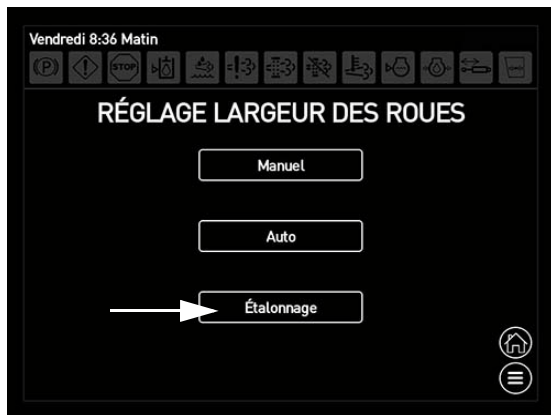 Vendredi 8:36 Matin
(P) STOP
RÉGLAGE LARGEUR DES ROUES
Manuel
Auto
Étalonnage